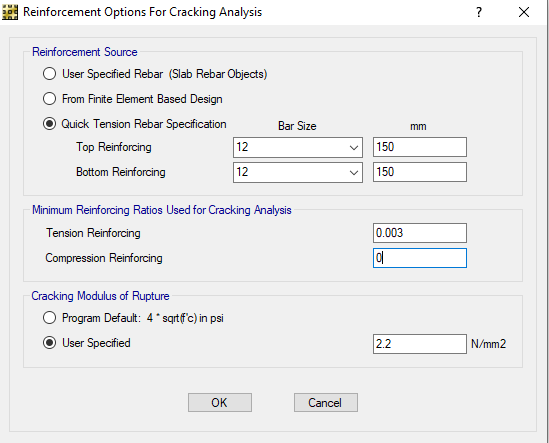 Reinforcement Options For Cracking Analysis ? ×
Reinforcement Source
User Specified Rebar (Slab Rebar Objects)
From Finite Element Based Design
Quick Tension Rebar Specification Bar Size mm
Top Reinforcing 12 150
Bottom Reinforcing 12 150
Minimum Reinforcing Ratios Used for Cracking Analysis
Tension Reinforcing 0.003
Compression Reinforcing 0
Cracking Modulus of Rupture
Program Default: 4 * sqrt(f'c) in psi
User Specified 2.2 N/mm2
OK Cancel